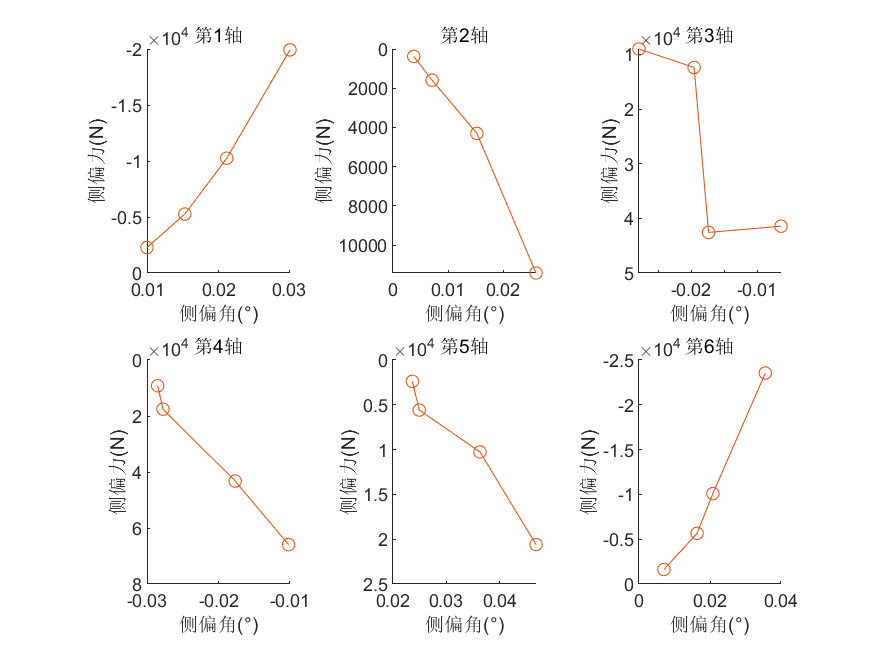 ×10⁴ 第1轴
-2
-1.5
-1
-0.5
0
0.01 0.02 0.03
侧偏力(N)
侧偏角(°)
第2轴
0
2000
4000
6000
8000
10000
0 0.01 0.02
侧偏力(N)
侧偏角(°)
×10⁴ 第3轴
1
2
3
4
5
-0.02 -0.01
侧偏力(N)
侧偏角(°)
×10⁴ 第4轴
0
2
4
6
8
-0.03 -0.02 -0.01
侧偏力(N)
侧偏角(°)
×10⁴ 第5轴
0
0.5
1
1.5
2
2.5
0.02 0.03 0.04
侧偏力(N)
侧偏角(°)
×10⁴ 第6轴
-2.5
-2
-1.5
-1
-0.5
0
0 0.02 0.04
侧偏力(N)
侧偏角(°)